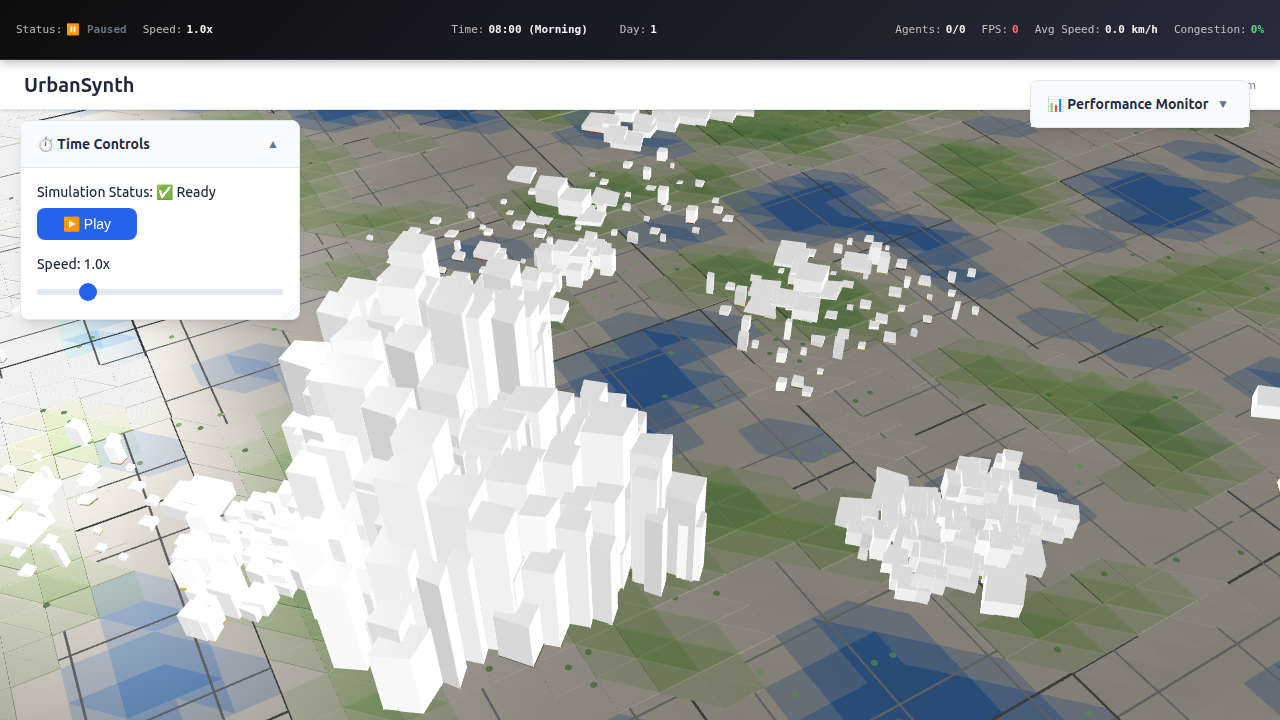 Status: ⏸️ Paused Speed: 1.0x Time: 08:00 (Morning) Day: 1 Agents: 0/0 FPS: 0 Avg Speed: 0.0 km/h Congestion: 0%
UrbanSynth
📊 Performance Monitor ▼
⏱️ Time Controls ▲
Simulation Status: ✅ Ready
▶️ Play
Speed: 1.0x